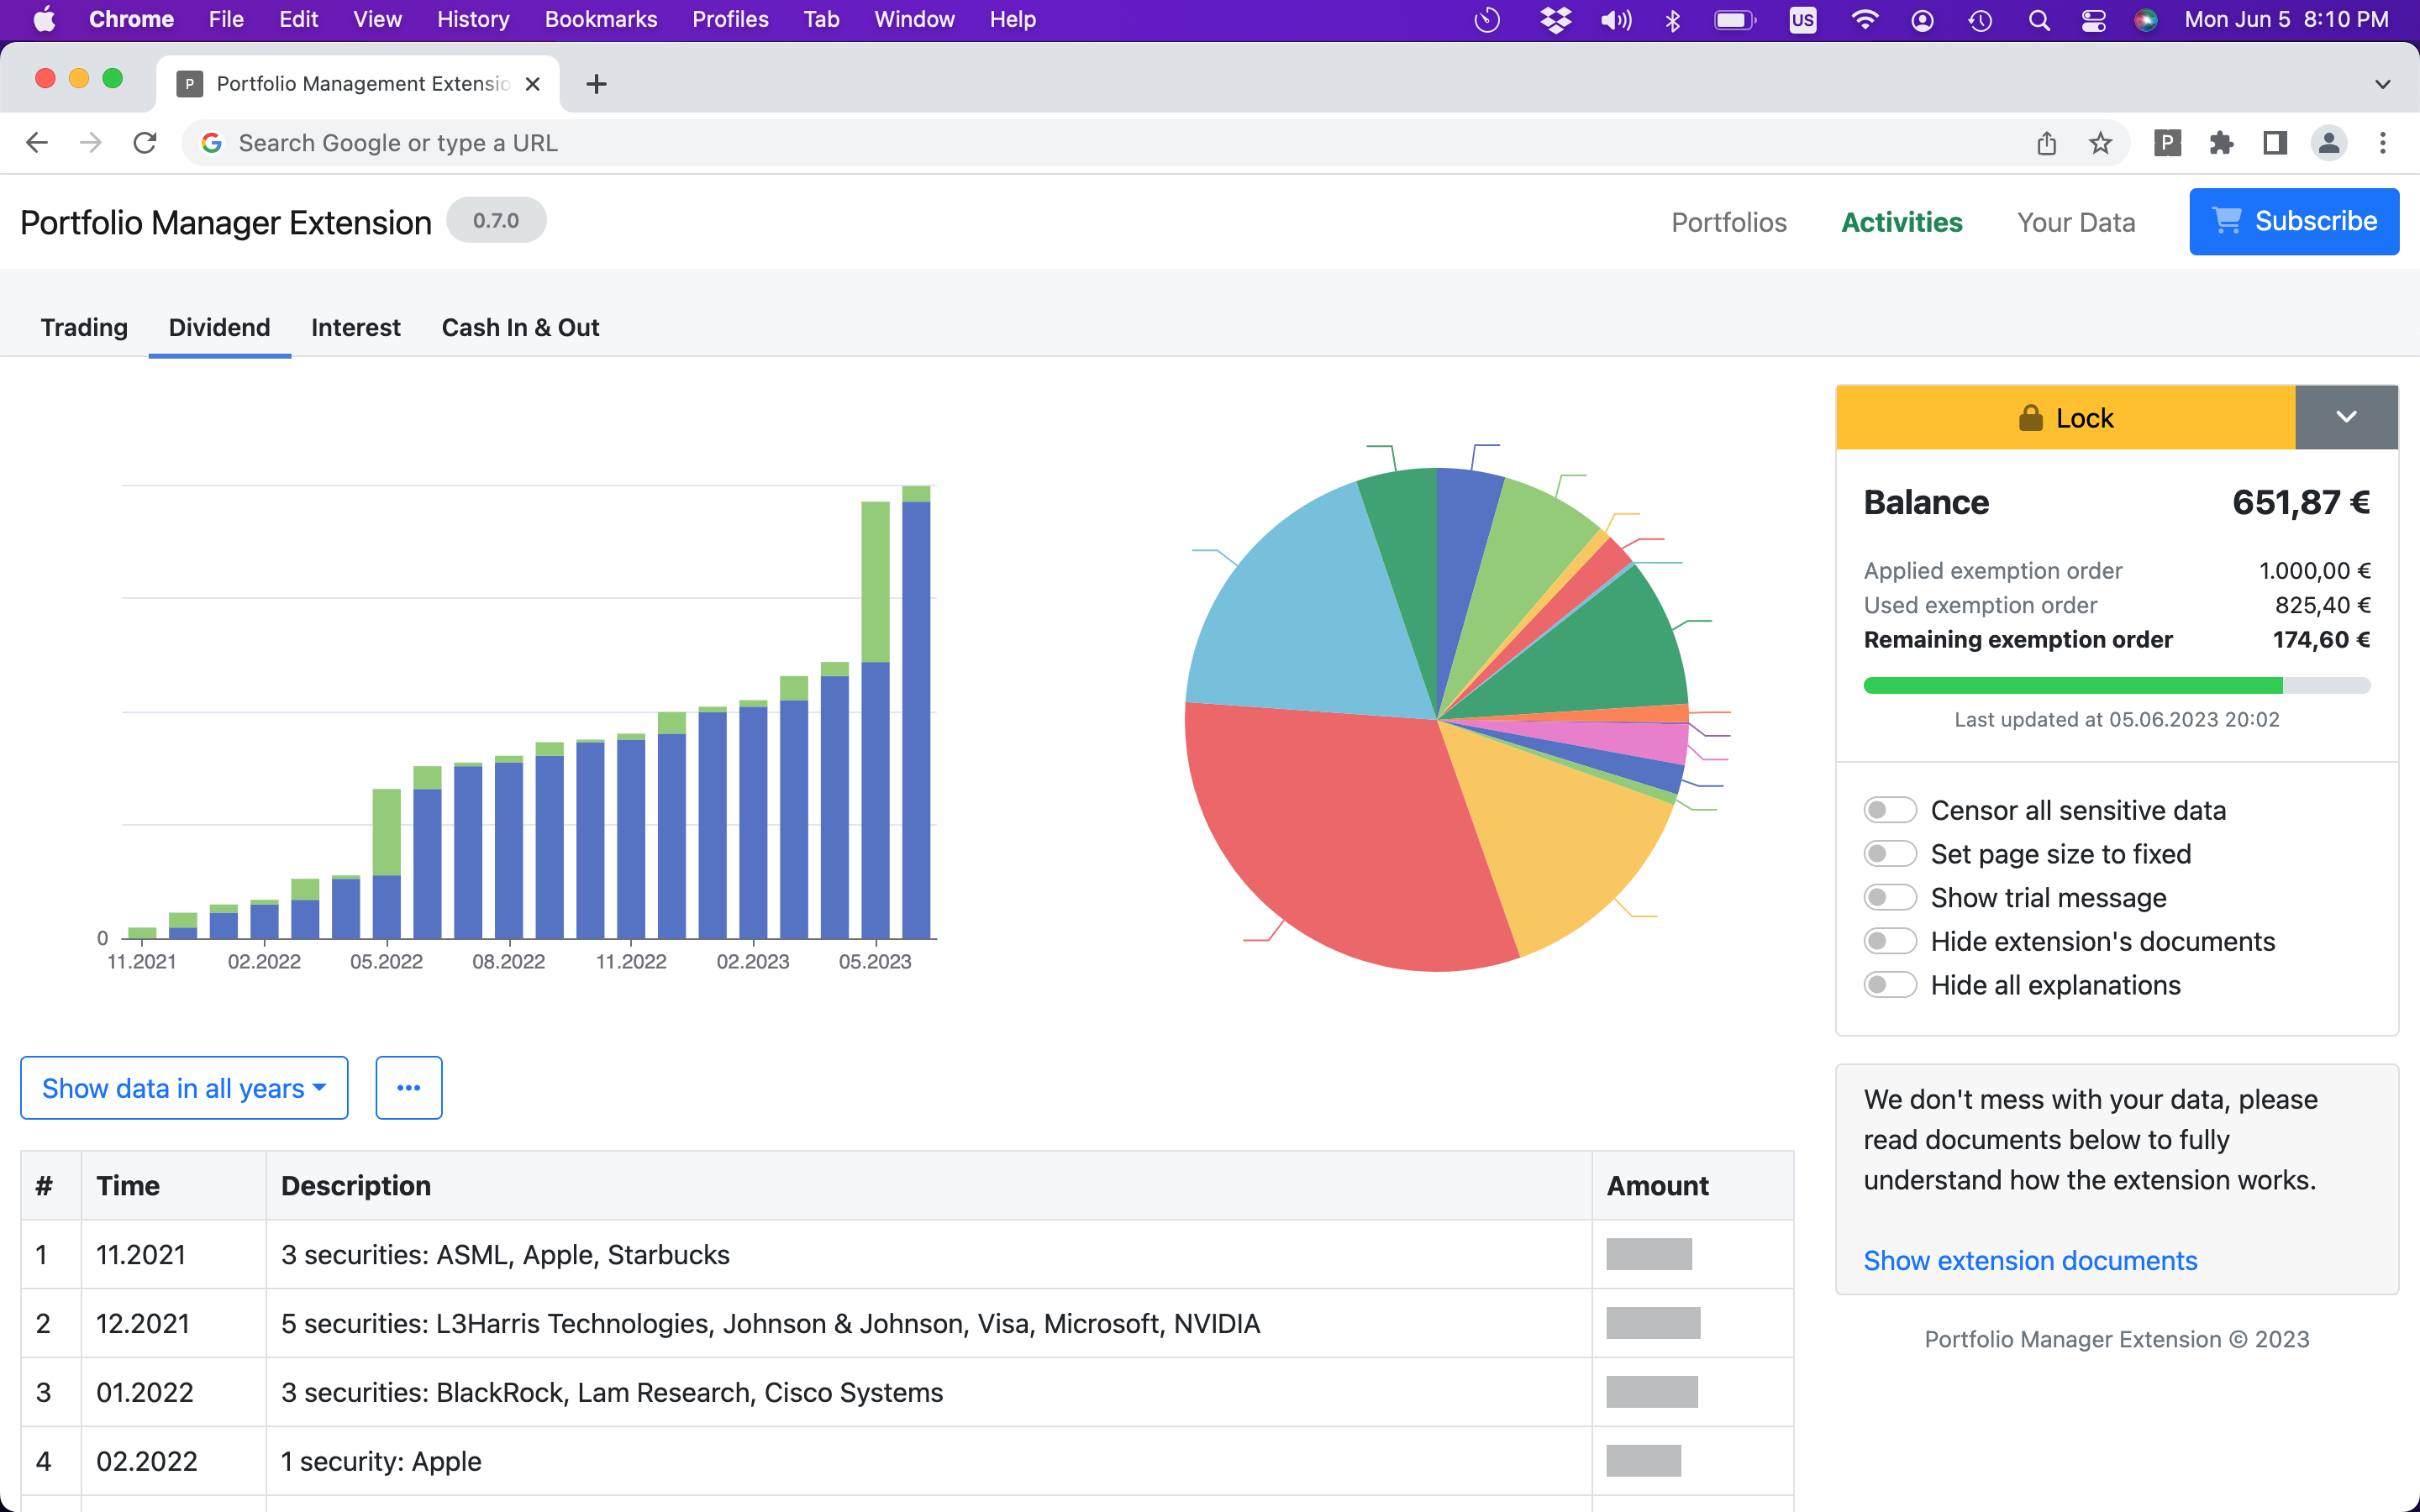 Chrome File Edit View History Bookmarks Profiles Tab Window Help US Mon Jun 5 8:10 PM
P Portfolio Management Extensio
Search Google or type a URL P
Portfolio Manager Extension 0.7.0 Portfolios Activities Your Data Subscribe
Trading Dividend Interest Cash In & Out
0
11.2021 02.2022 05.2022 08.2022 11.2022 02.2023 05.2023
Show data in all years
# Time Description Amount
1 11.2021 3 securities: ASML, Apple, Starbucks
2 12.2021 5 securities: L3Harris Technologies, Johnson & Johnson, Visa, Microsoft, NVIDIA
3 01.2022 3 securities: BlackRock, Lam Research, Cisco Systems
4 02.2022 1 security: Apple
Lock
Balance 651,87 €
Applied exemption order 1.000,00 €
Used exemption order 825,40 €
Remaining exemption order 174,60 €
Last updated at 05.06.2023 20:02
Censor all sensitive data
Set page size to fixed
Show trial message
Hide extension's documents
Hide all explanations
We don't mess with your data, please
read documents below to fully
understand how the extension works.
Show extension documents
Portfolio Manager Extension © 2023